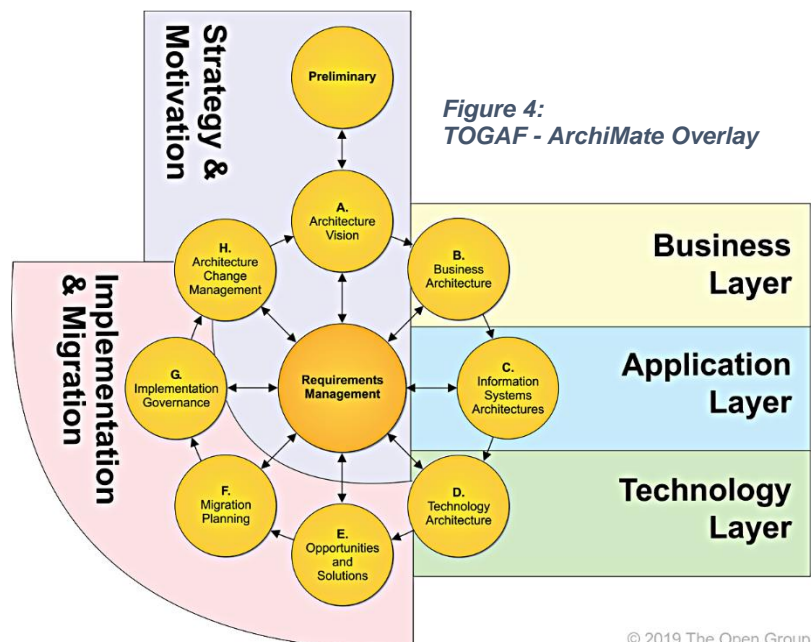 Strategy &
Motivation
Preliminary
Figure 4:
TOGAF - ArchiMate Overlay
A.
Architecture
Vision
H.
Architecture
Change
Management
B.
Business
Architecture
Business
Layer
Implementation
& Migration
G.
Implementation
Governance
Requirements
Management
C.
Information
Systems
Architectures
Application
Layer
F.
Migration
Planning
E.
Opportunities
and
Solutions
D.
Technology
Architecture
Technology
Layer
© 2019 The Open Group